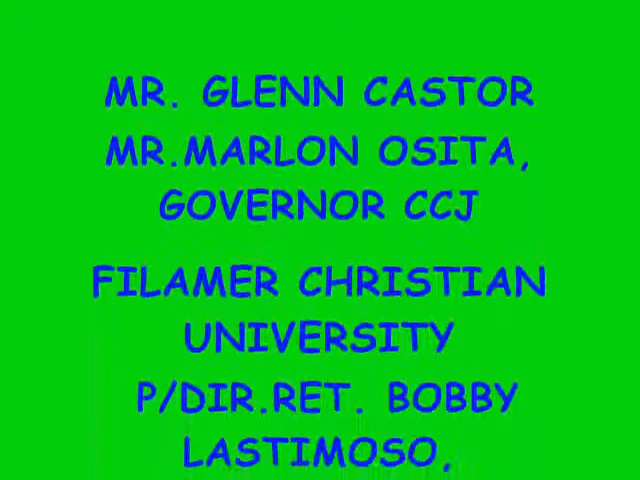 MR. GLENN CASTOR
MR.MARLON OSITA,
GOVERNOR CCJ
FILAMER CHRISTIAN
UNIVERSITY
P/DIR.RET. BOBBY
LASTIMOSO,